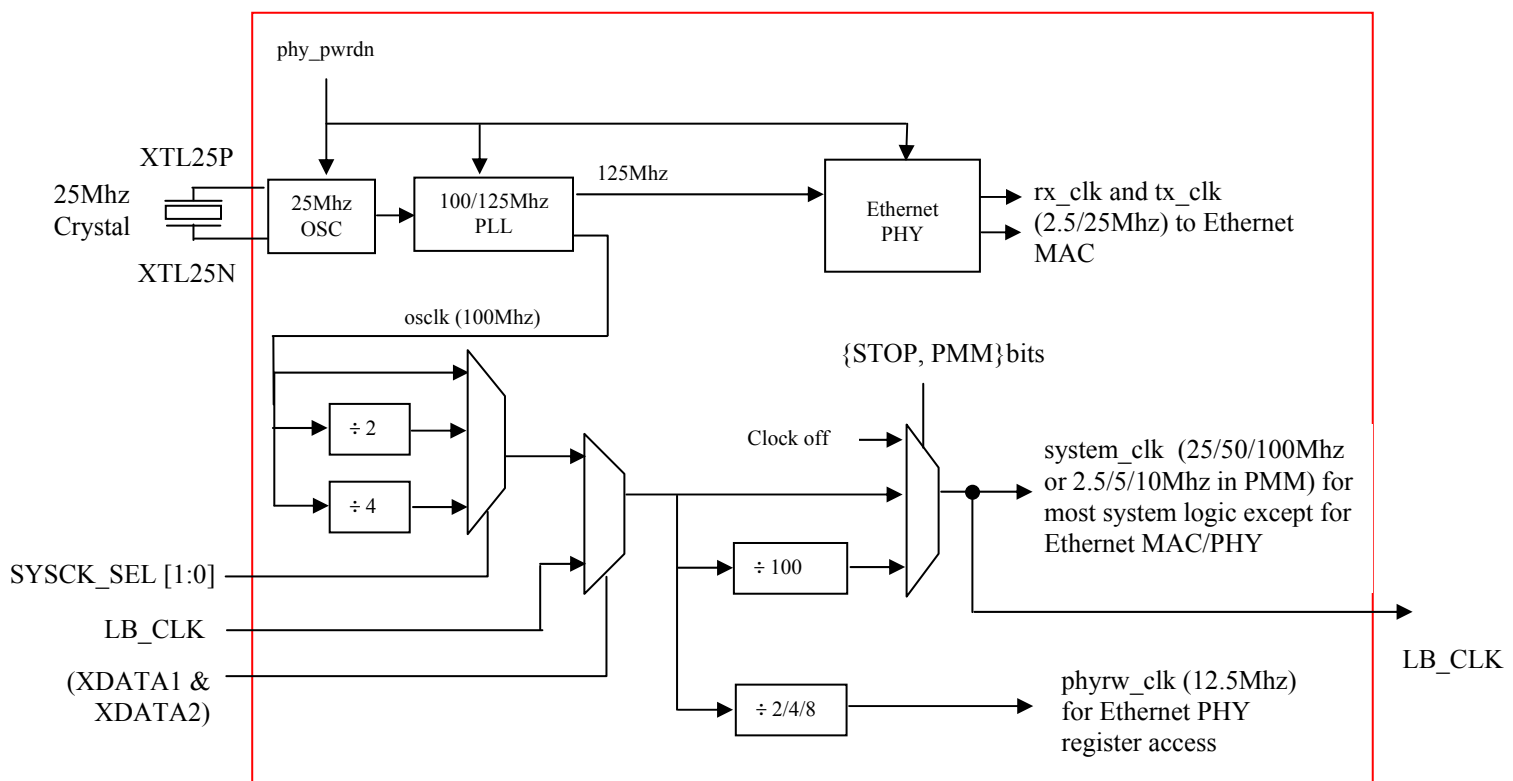 phy_pwrdn
XTL25P
25Mhz
Crystal
XTL25N
25Mhz
OSC
100/125Mhz
PLL
125Mhz
Ethernet
PHY
rx_clk and tx_clk
(2.5/25Mhz) to Ethernet
MAC
osclk (100Mhz)
{STOP, PMM}bits
÷ 2
÷ 4
Clock off
system_clk (25/50/100Mhz
or 2.5/5/10Mhz in PMM) for
most system logic except for
Ethernet MAC/PHY
÷ 100
SYSCK_SEL [1:0]
LB_CLK
(XDATA1 &
XDATA2)
LB_CLK
÷ 2/4/8
phyrw_clk (12.5Mhz)
for Ethernet PHY
register access